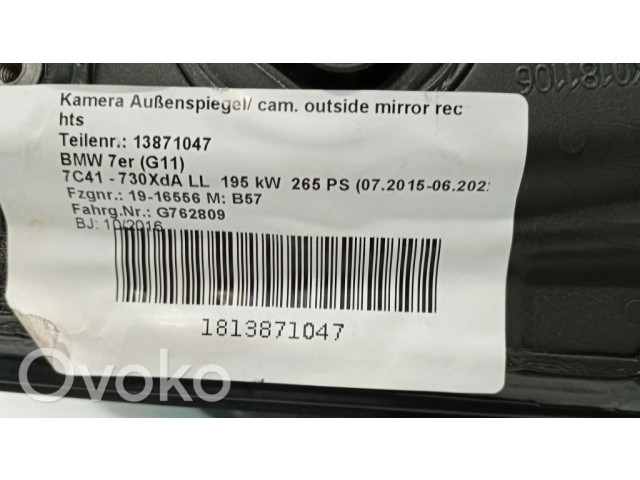 Kamera Außenspiegel/ cam. outside mirror rec
hts
Teilenr.: 13871047
BMW 7er (G11)
7C41 - 730XdA LL 195 kW 265 PS (07.2015-06.202
Fzgnr.: 19-16556 M: B57
Fahrg.Nr.: G762809
BJ: 10/2016
1813871047
Ovoko